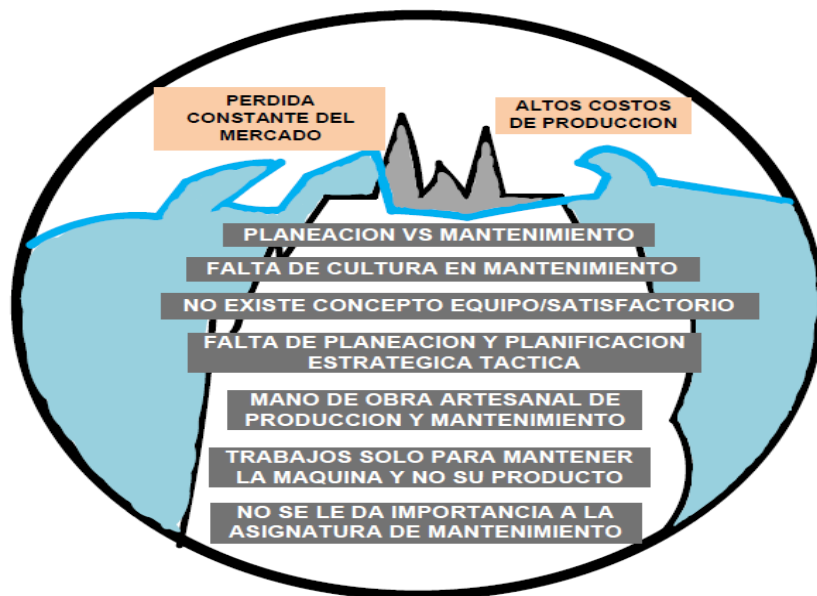 PERDIDA
CONSTANTE DEL
MERCADO
ALTOS COSTOS
DE PRODUCCION
PLANEACION VS MANTENIMIENTO
FALTA DE CULTURA EN MANTENIMIENTO
NO EXISTE CONCEPTO EQUIPO/SATISFACTORIO
FALTA DE PLANEACION Y PLANIFICACION
ESTRATEGICA TACTICA
MANO DE OBRA ARTESANAL DE
PRODUCCION Y MANTENIMIENTO
TRABAJOS SOLO PARA MANTENER
LA MAQUINA Y NO SU PRODUCTO
NO SE LE DA IMPORTANCIA A LA
ASIGNATURA DE MANTENIMIENTO